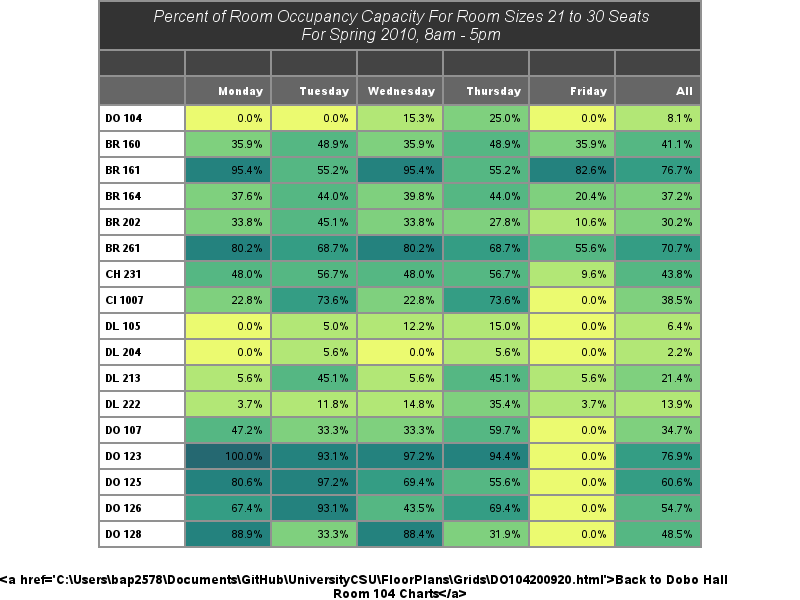 Percent of Room Occupancy Capacity For Room Sizes 21 to 30 Seats
For Spring 2010, 8am - 5pm
Monday Tuesday Wednesday Thursday Friday All
DO 104 0.0% 0.0% 15.3% 25.0% 0.0% 8.1%
BR 160 35.9% 48.9% 35.9% 48.9% 35.9% 41.1%
BR 161 95.4% 55.2% 95.4% 55.2% 82.6% 76.7%
BR 164 37.6% 44.0% 39.8% 44.0% 20.4% 37.2%
BR 202 33.8% 45.1% 33.8% 27.8% 10.6% 30.2%
BR 261 80.2% 68.7% 80.2% 68.7% 55.6% 70.7%
CH 231 48.0% 56.7% 48.0% 56.7% 9.6% 43.8%
CI 1007 22.8% 73.6% 22.8% 73.6% 0.0% 38.5%
DL 105 0.0% 5.0% 12.2% 15.0% 0.0% 6.4%
DL 204 0.0% 5.6% 0.0% 5.6% 0.0% 2.2%
DL 213 5.6% 45.1% 5.6% 45.1% 5.6% 21.4%
DL 222 3.7% 11.8% 14.8% 35.4% 3.7% 13.9%
DO 107 47.2% 33.3% 33.3% 59.7% 0.0% 34.7%
DO 123 100.0% 93.1% 97.2% 94.4% 0.0% 76.9%
DO 125 80.6% 97.2% 69.4% 55.6% 0.0% 60.6%
DO 126 67.4% 93.1% 43.5% 69.4% 0.0% 54.7%
DO 128 88.9% 33.3% 88.4% 31.9% 0.0% 48.5%
<a href='C:\Users\bap2578\Documents\GitHub\UniversityCSU\FloorPlans\Grids\DO104200920.html'>Back to Dobo Hall
Room 104 Charts</a>